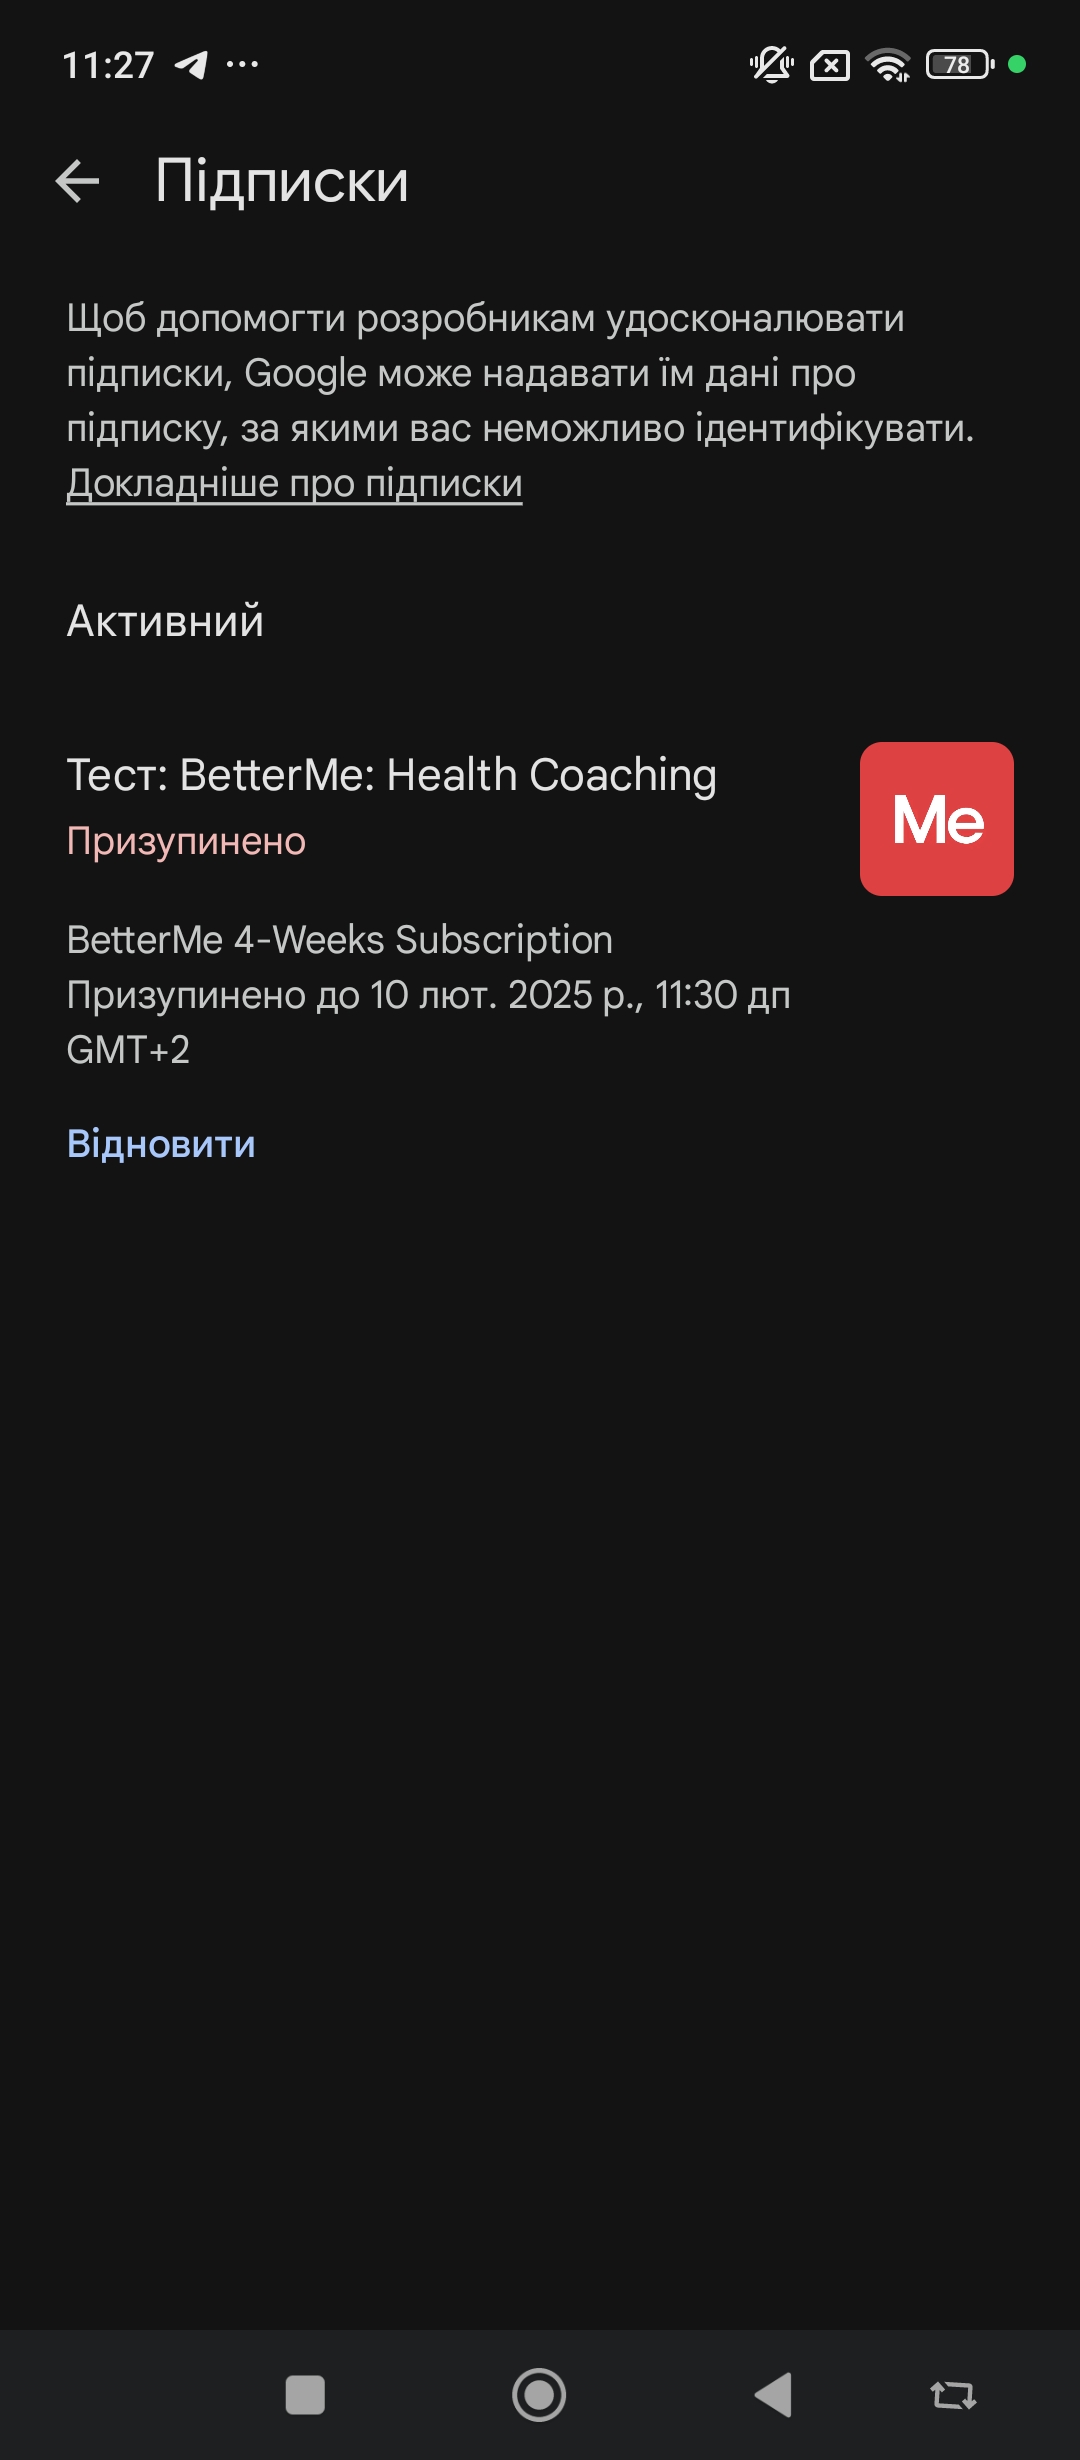 11:27
78
Підписки
Щоб допомогти розробникам удосконалювати
підписки, Google може надавати їм дані про
підписку, за якими вас неможливо ідентифікувати.
Докладніше про підписки
Активний
Тест: BetterMe: Health Coaching
Призупинено
Me
BetterMe 4-Weeks Subscription
Призупинено до 10 лют. 2025 р., 11:30 дп
GMT+2
Відновити